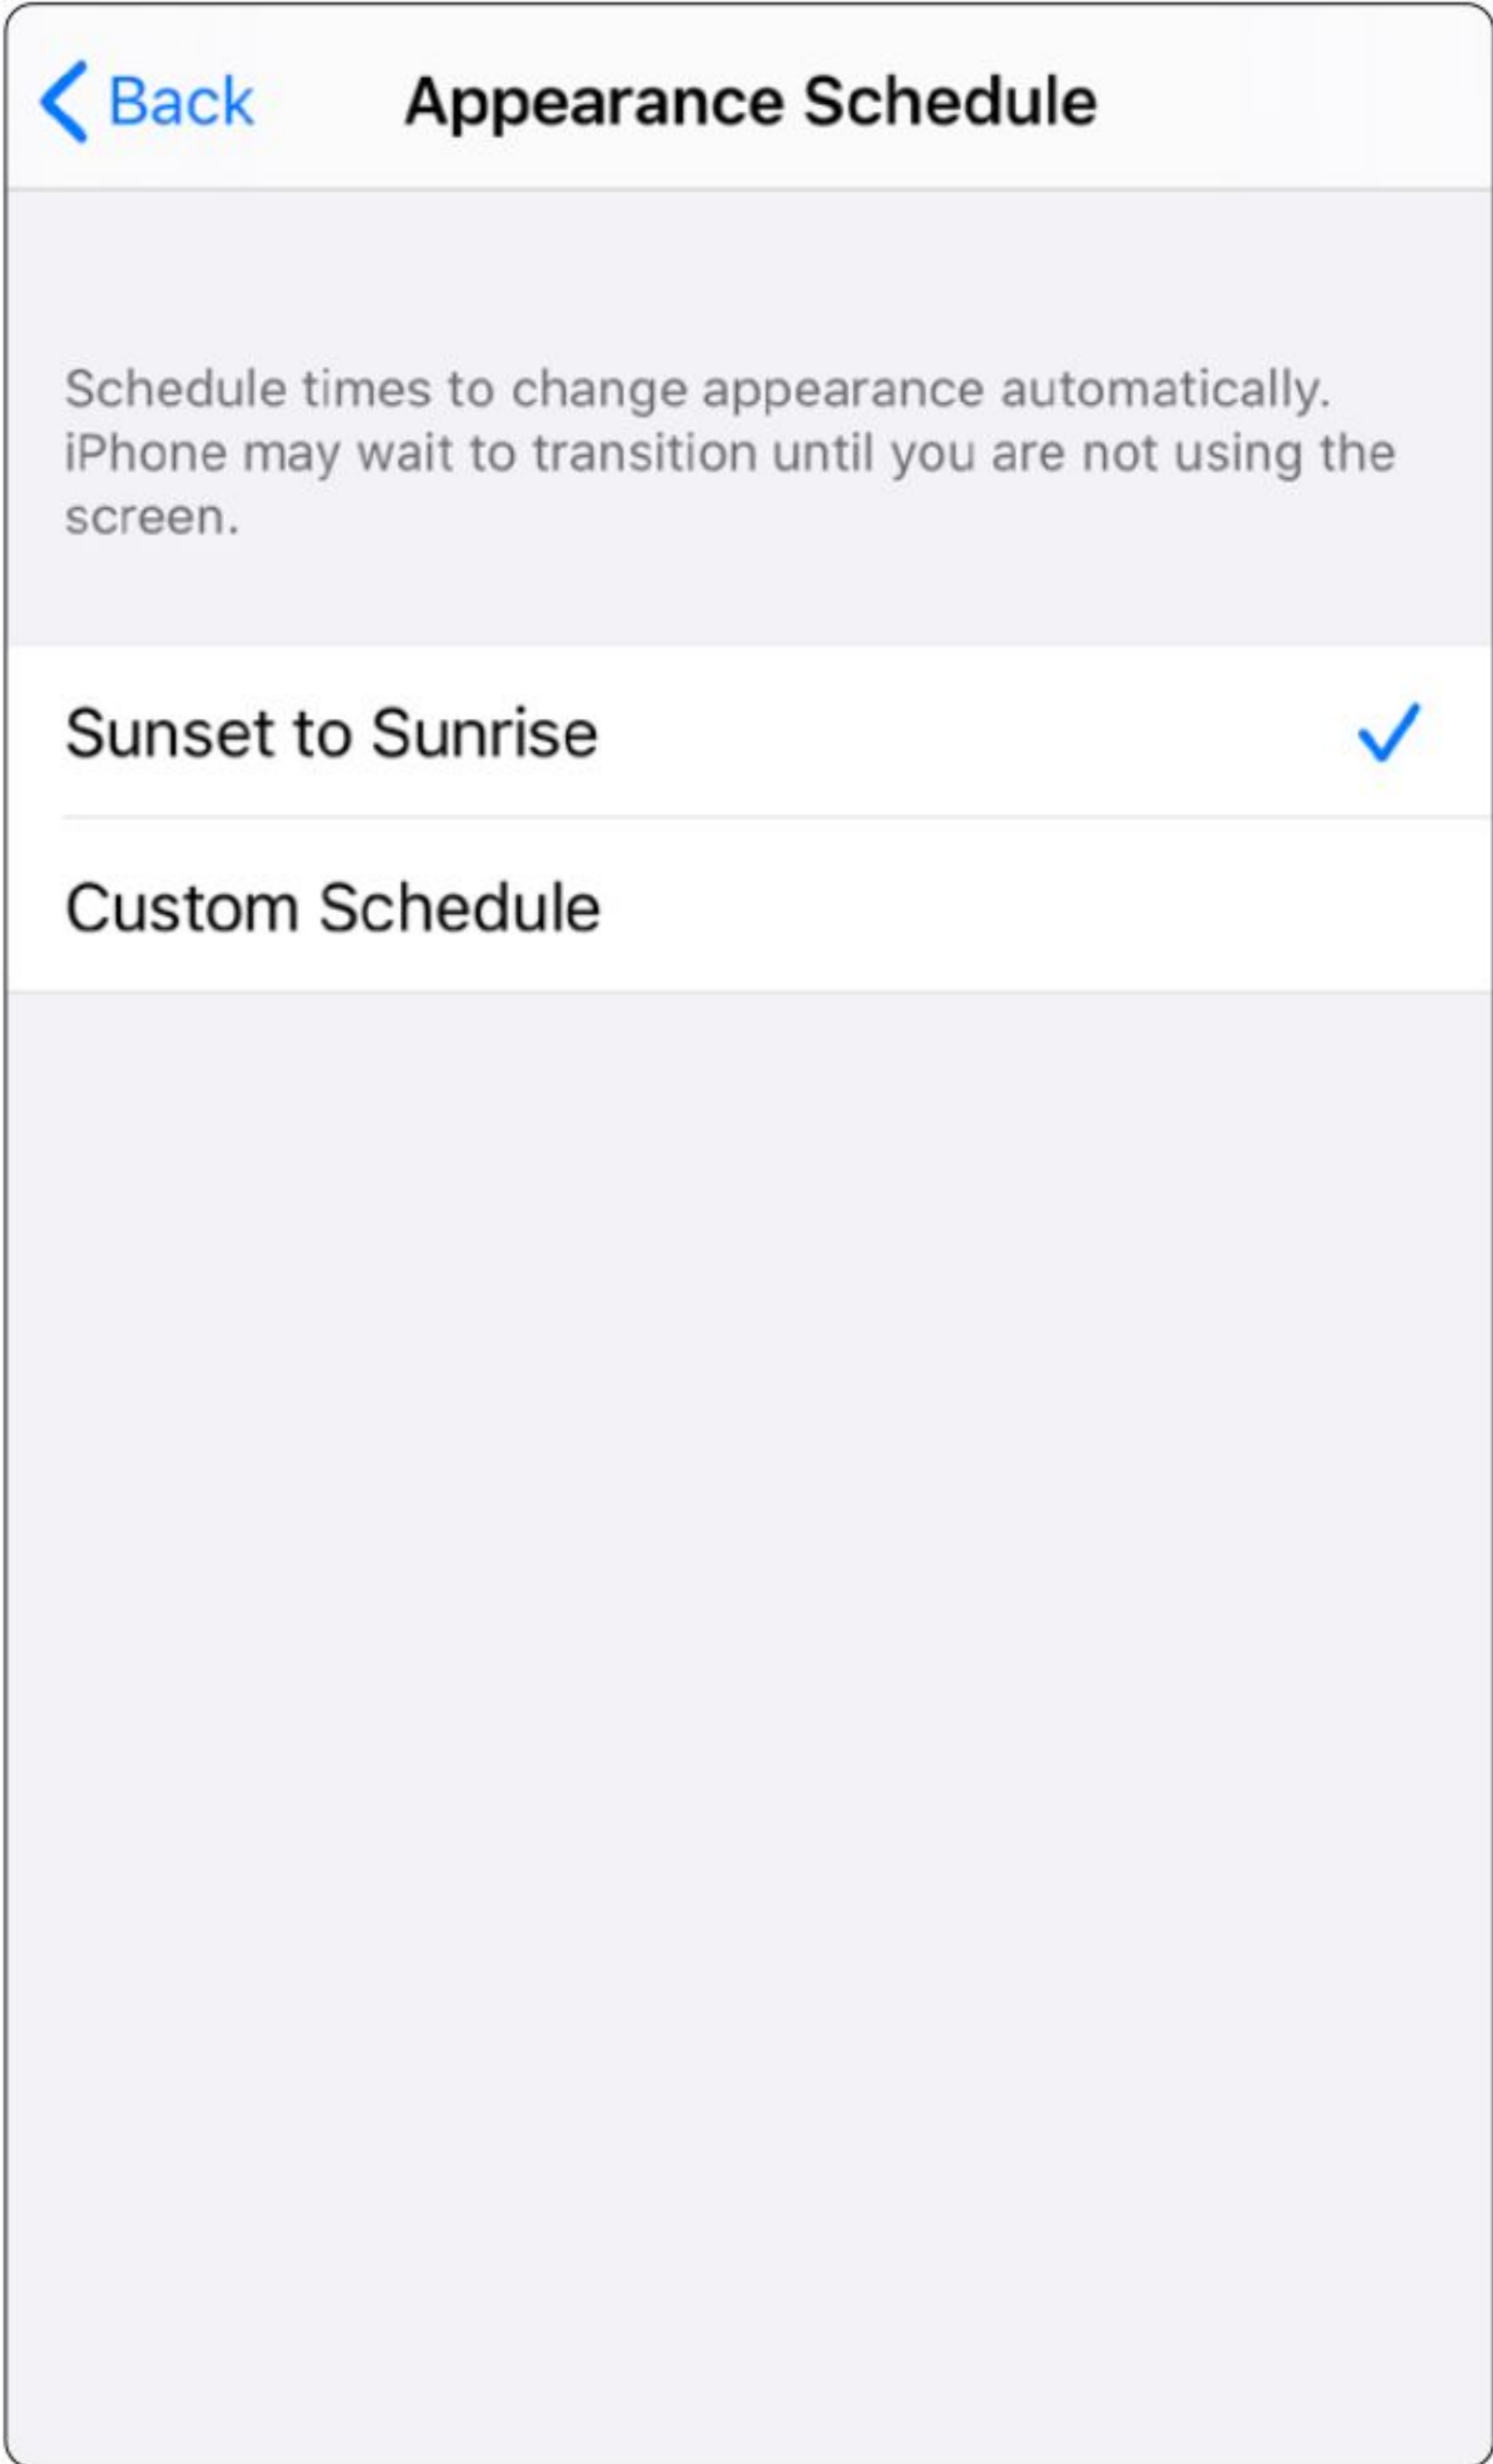 Back
Appearance Schedule
Schedule times to change appearance automatically.
iPhone may wait to transition until you are not using the
screen.
Sunset to Sunrise
Custom Schedule